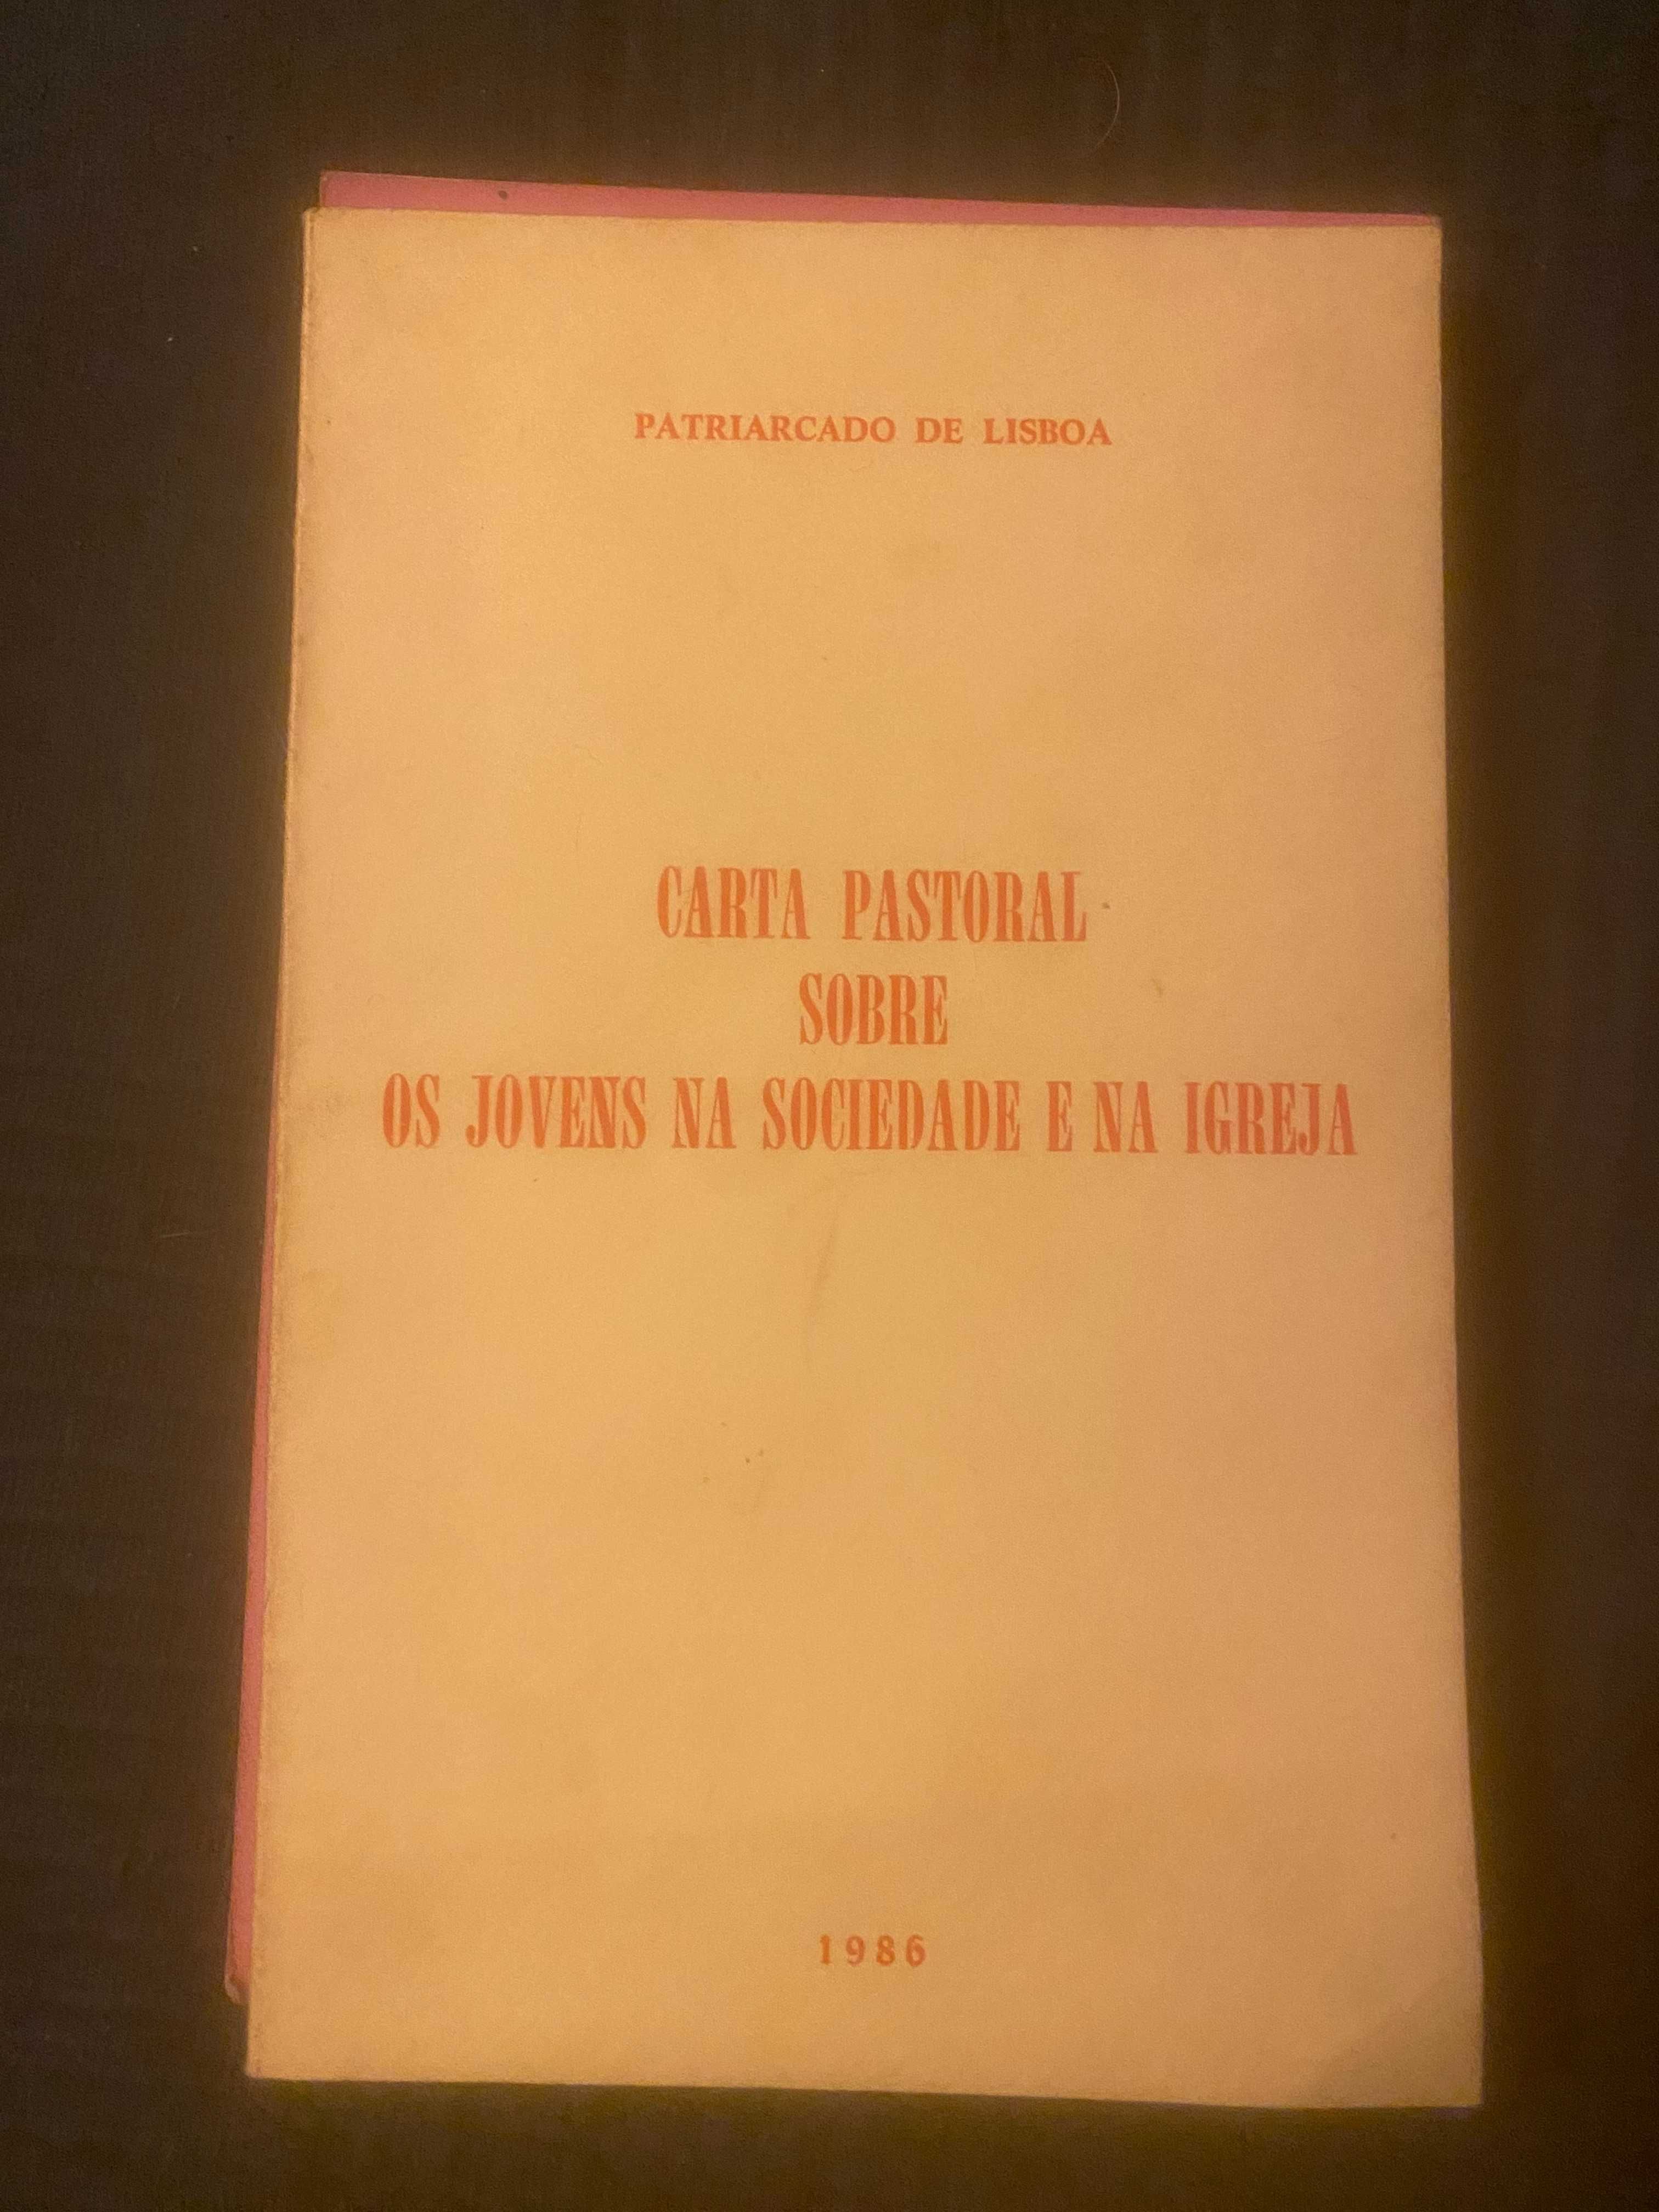 PATRIARCADO DE LISBOA
CARTA PASTORAL
SOBRE
OS JOVENS NA SOCIEDADE E NA IGREJA
1986